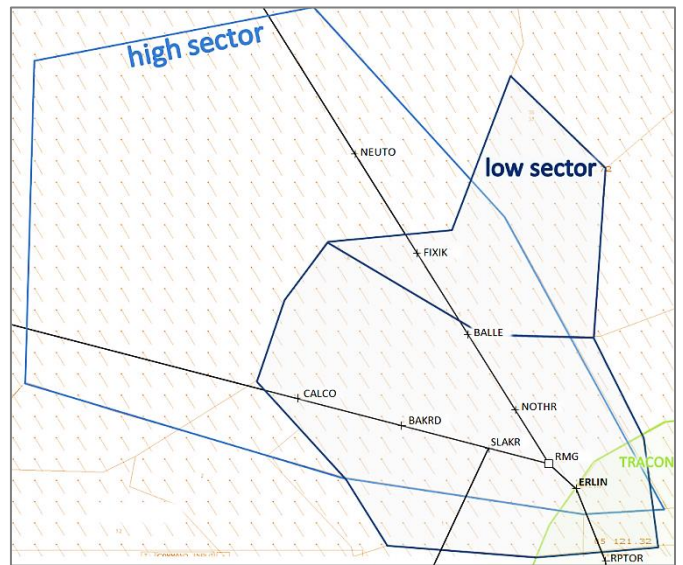 high sector
NEUTO
low sector
FIXIK
BALLE
CALCO
NOTHR
BAKRD
SLAKR
RMG
TRACON
ERLIN
121.32
RPTOR